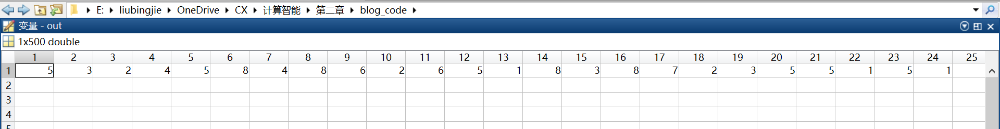 E: liubingjie OneDrive CX 计算智能 第二章 blog_code
变量 - out
1x500 double
1 2 3 4 5 6 7 8 9 10 11 12 13 14 15 16 17 18 19 20 21 22 23 24 25
1 5 3 2 4 5 8 4 8 6 2 6 5 1 8 3 8 7 2 3 5 5 1 5 1
2
3
4
5